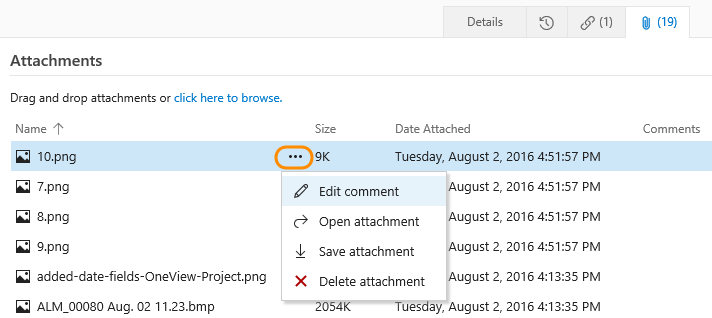 Details (1) (19)
Attachments
Drag and drop attachments or click here to browse.
Name Size Date Attached Comments
10.png ••• 9K Tuesday, August 2, 2016 4:51:57 PM
7.png Tuesday, August 2, 2016 4:51:57 PM
Edit comment
8.png Tuesday, August 2, 2016 4:51:57 PM
Open attachment
9.png Tuesday, August 2, 2016 4:51:57 PM
Save attachment
added-date-fields-OneView-Project.png Tuesday, August 2, 2016 4:13:35 PM
Delete attachment
ALM_00080 Aug. 02 11.23.bmp 2054K Tuesday, August 2, 2016 4:13:35 PM